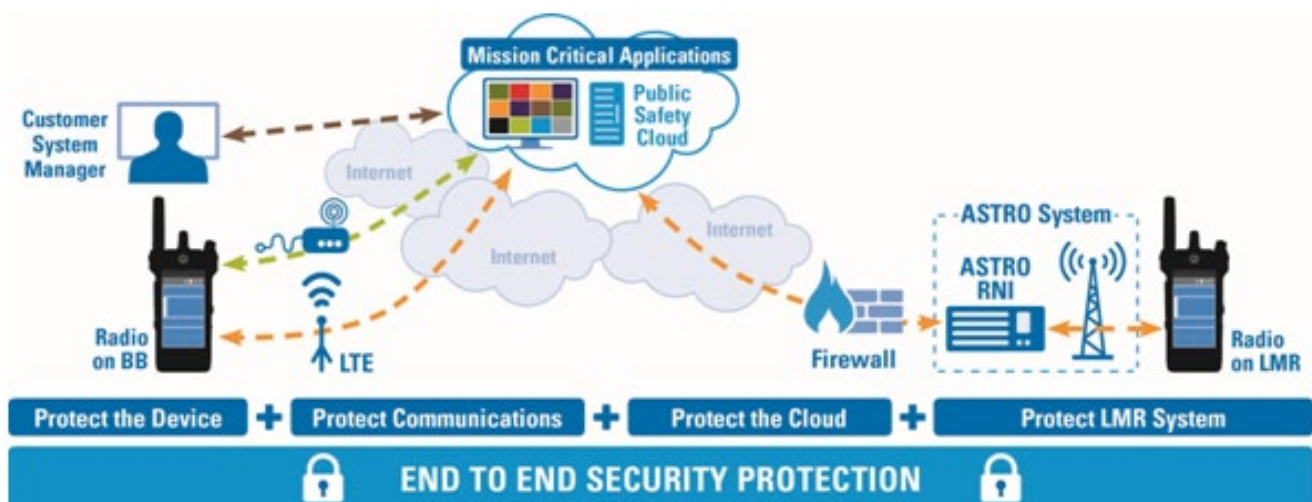 Mission Critical Applications
Public
Safety
Cloud
Customer
System
Manager
Internet
Internet
Internet
ASTRO System
ASTRO
RNI
Radio
on BB
LTE
Firewall
Radio
on LMR
Protect the Device + Protect Communications + Protect the Cloud + Protect LMR System
END TO END SECURITY PROTECTION